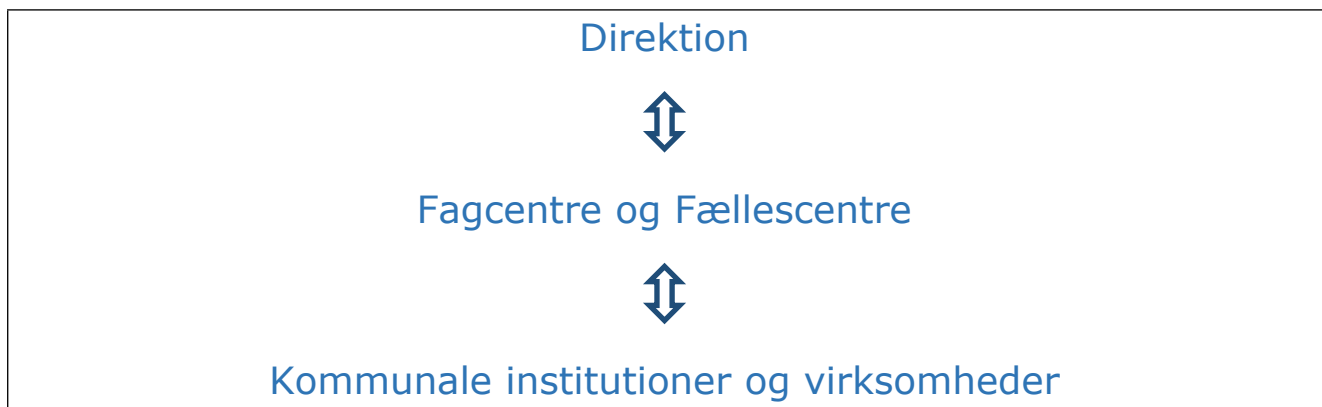 Direktion
Fagcentre og Fællescentre
Kommunale institutioner og virksomheder